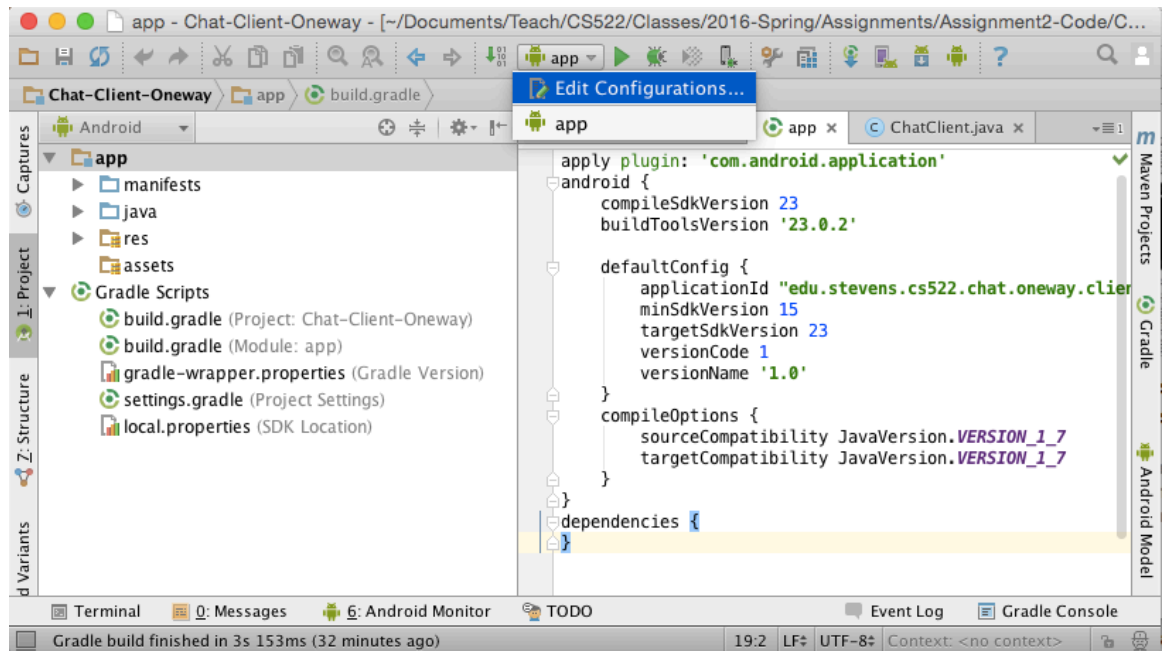 app - Chat-Client-Oneway - [~/Documents/Teach/CS522/Classes/2016-Spring/Assignments/Assignment2-Code/C...
app
Chat-Client-Oneway
app
build.gradle
Edit Configurations...
app
Android
app
ChatClient.java
1
Captures
1: Project
Z: Structure
d Variants
app
manifests
java
res
assets
Gradle Scripts
build.gradle (Project: Chat-Client-Oneway)
build.gradle (Module: app)
gradle-wrapper.properties (Gradle Version)
settings.gradle (Project Settings)
local.properties (SDK Location)
apply plugin: 'com.android.application'
android {
compileSdkVersion 23
buildToolsVersion '23.0.2'
defaultConfig {
applicationId "edu.stevens.cs522.chat.oneway.clien
minSdkVersion 15
targetSdkVersion 23
versionCode 1
versionName '1.0'
}
compileOptions {
sourceCompatibility JavaVersion.VERSION_1_7
targetCompatibility JavaVersion.VERSION_1_7
}
}
dependencies {
}
m
Maven Projects
Gradle
Android Model
Terminal
0: Messages
6: Android Monitor
TODO
Event Log
Gradle Console
Gradle build finished in 3s 153ms (32 minutes ago)
19:2
LF
UTF-8
Context: <no context>